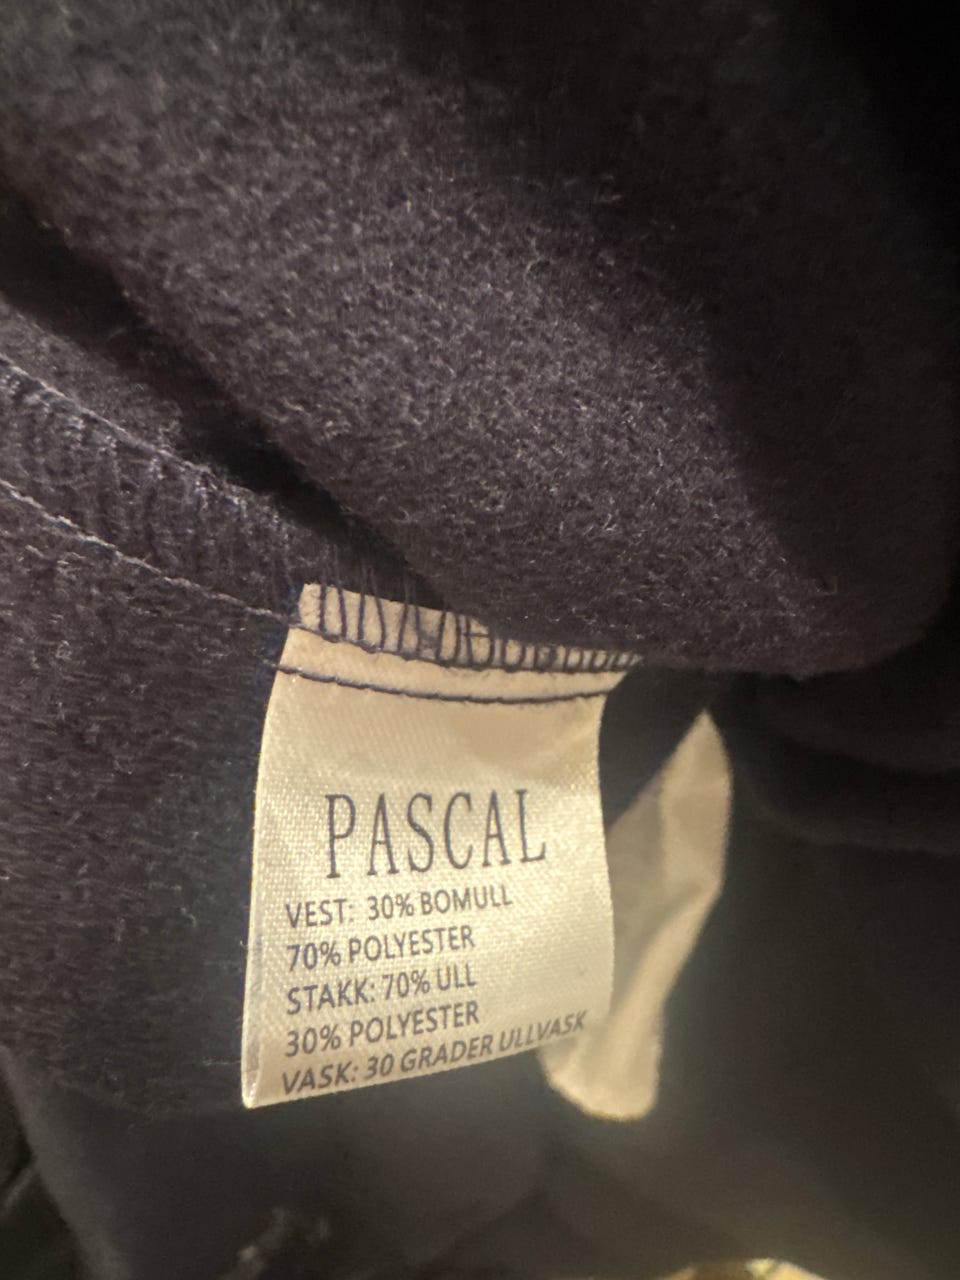 PASCAL
VEST: 30% BOMULL
70% POLYESTER
STAKK: 70% ULL
30% POLYESTER
VASK: 30 GRADER ULLVASK